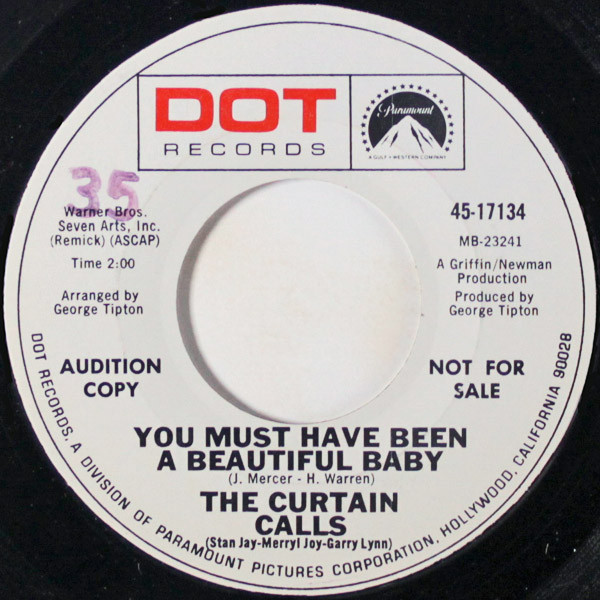 DOT
RECORDS
Paramount
A GULF + WESTERN COMPANY
35
Warner Bros.
Seven Arts, Inc.
(Remick) (ASCAP)
Time 2:00
Arranged by
George Tipton
AUDITION
COPY
45-17134
MB-23241
A Griffin/Newman
Production
Produced by
George Tipton
NOT FOR
SALE
YOU MUST HAVE BEEN
A BEAUTIFUL BABY
(J. Mercer - H. Warren)
THE CURTAIN
CALLS
(Stan Jay-Merryl Joy-Garry Lynn)
DOT RECORDS, A DIVISION OF PARAMOUNT PICTURES CORPORATION, HOLLYWOOD, CALIFORNIA 90028